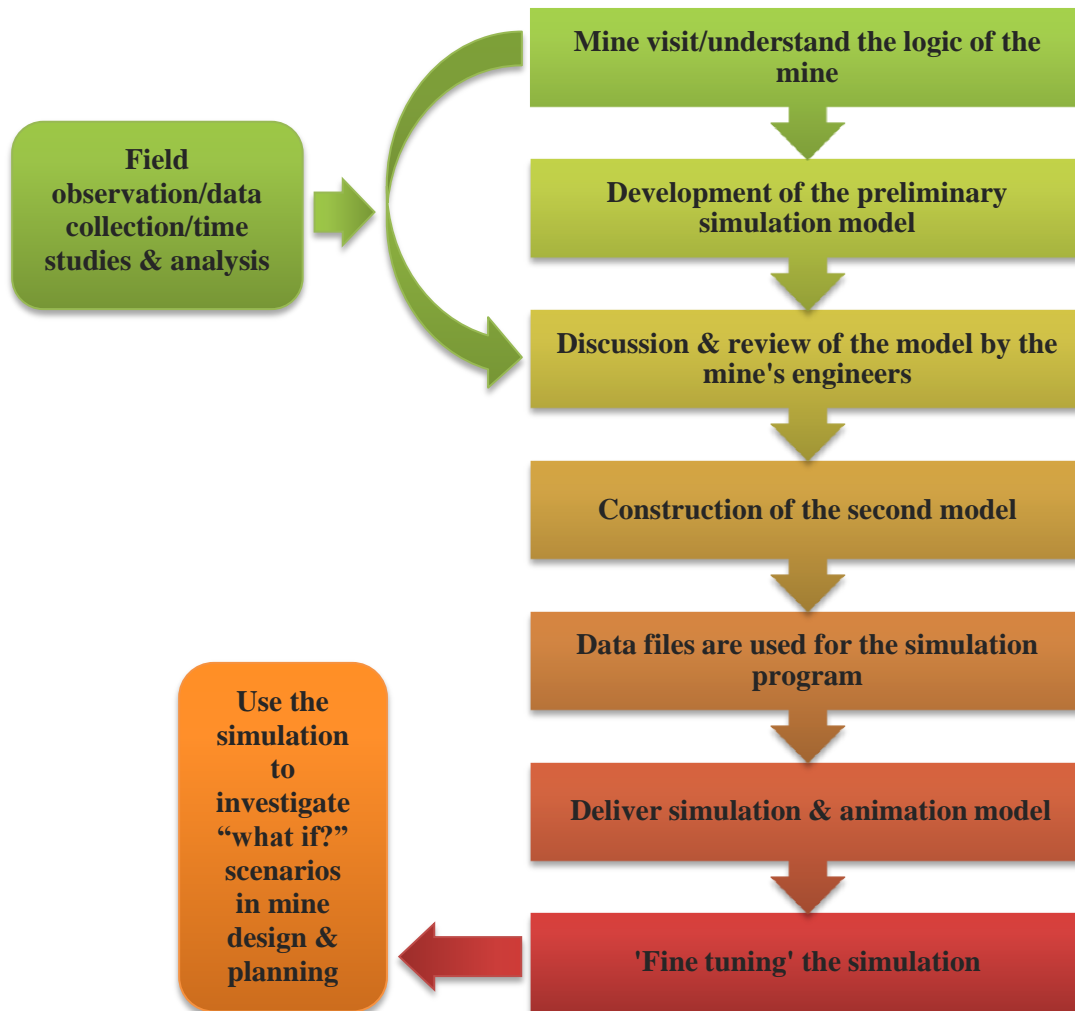 Mine visit/understand the logic of the
mine
Field
observation/data
collection/time
studies & analysis
Development of the preliminary
simulation model
Discussion & review of the model by the
mine's engineers
Construction of the second model
Data files are used for the simulation
program
Deliver simulation & animation model
'Fine tuning' the simulation
Use the
simulation
to
investigate
“what if?”
scenarios
in mine
design &
planning